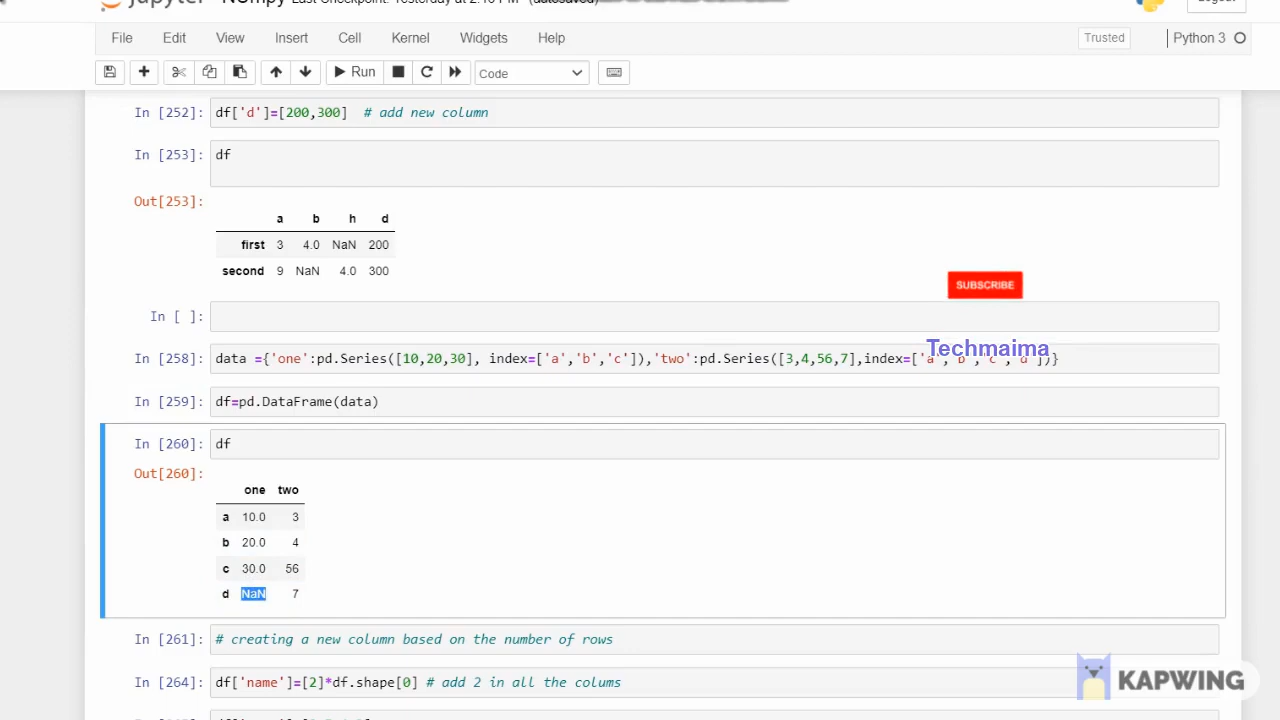 File Edit View Insert Cell Kernel Widgets Help Trusted Python 3
Run Code
In [252]: df['d']=[200,300] # add new column
In [253]: df
Out[253]:
a b h d
first 3 4.0 NaN 200
second 9 NaN 4.0 300
SUBSCRIBE
In [ ]:
Techmaima
In [258]: data ={'one':pd.Series([10,20,30], index=['a','b','c']),'two':pd.Series([3,4,56,7],index=['a','b','c','d'])}
In [259]: df=pd.DataFrame(data)
In [260]: df
Out[260]:
one two
a 10.0 3
b 20.0 4
c 30.0 56
d NaN 7
In [261]: # creating a new column based on the number of rows
In [264]: df['name']=[2]*df.shape[0] # add 2 in all the colums
KAPWING